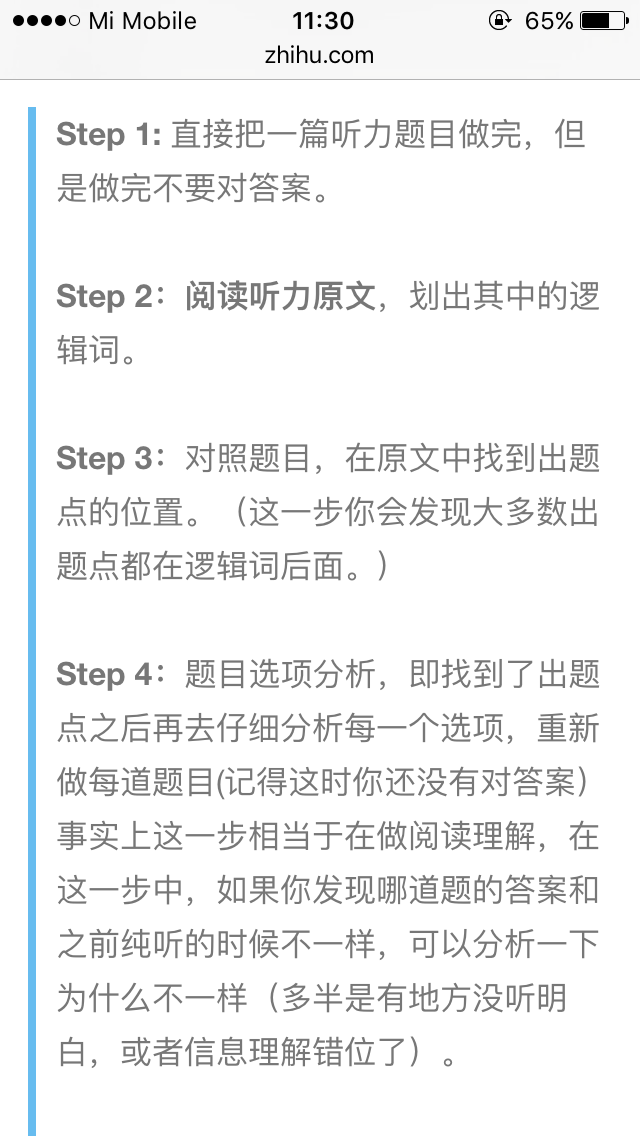 Mi Mobile 11:30 65%
zhihu.com
Step 1: 直接把一篇听力题目做完，但
是做完不要对答案。
Step 2：阅读听力原文，划出其中的逻
辑词。
Step 3：对照题目，在原文中找到出题
点的位置。（这一步你会发现大多数出
题点都在逻辑词后面。）
Step 4：题目选项分析，即找到了出题
点之后再去仔细分析每一个选项，重新
做每道题目(记得这时你还没有对答案）
事实上这一步相当于在做阅读理解，在
这一步中，如果你发现哪道题的答案和
之前纯听的时候不一样，可以分析一下
为什么不一样（多半是有地方没听明
白，或者信息理解错位了）。